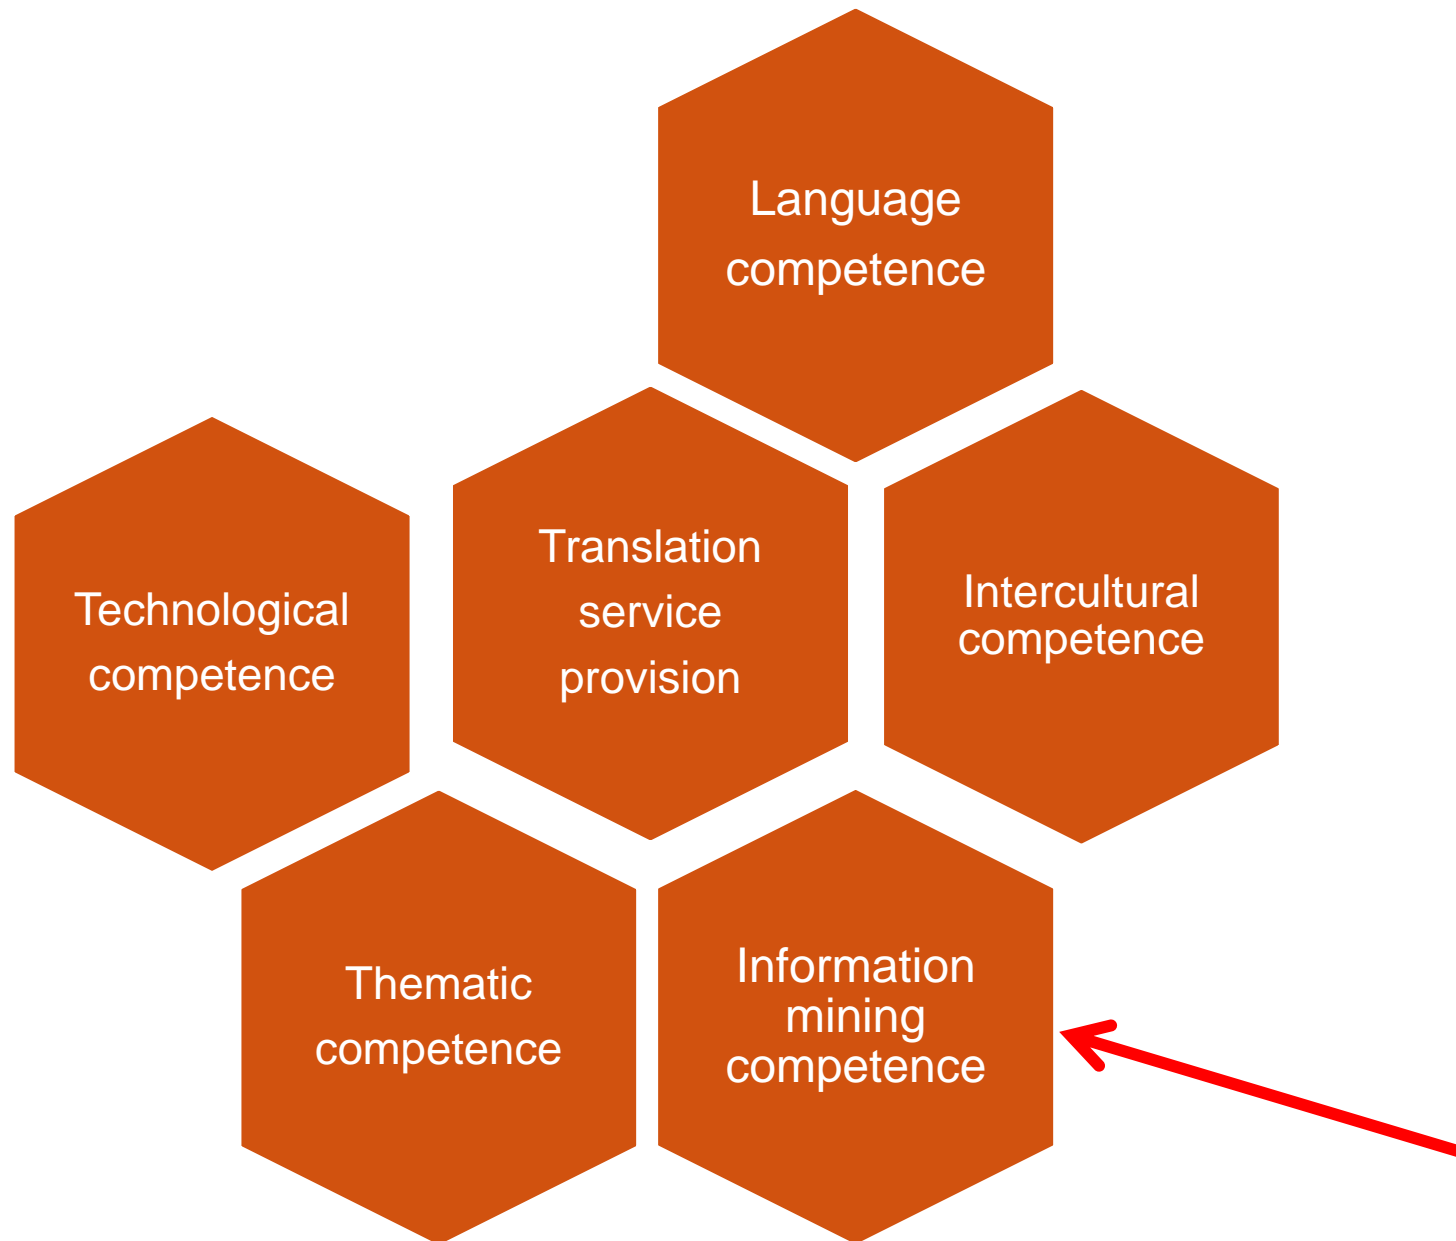 Language
competence
Technological
competence
Translation
service
provision
Intercultural
competence
Thematic
competence
Information
mining
competence